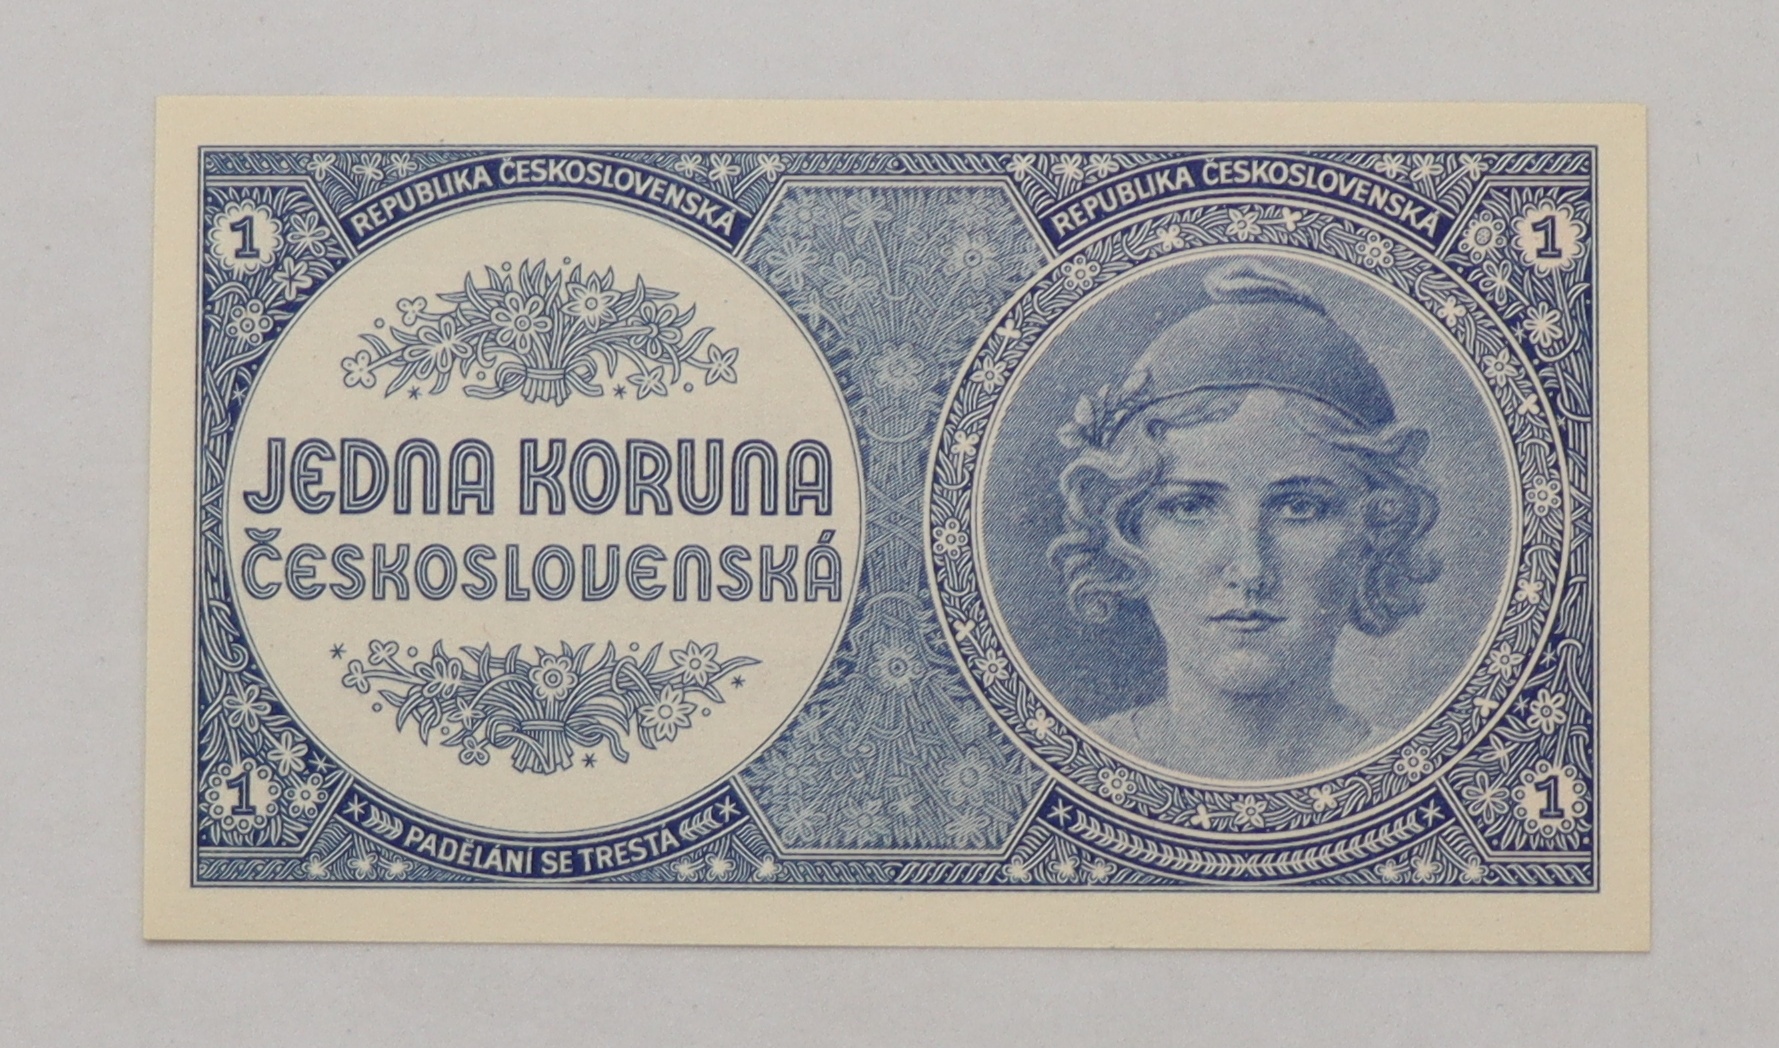 REPUBLIKA ČESKOSLOVENSKÁ
REPUBLIKA ČESKOSLOVENSKÁ
1
1
JEDNA KORUNA
ČESKOSLOVENSKÁ
1
1
PADĚLÁNÍ SE TRESTÁ